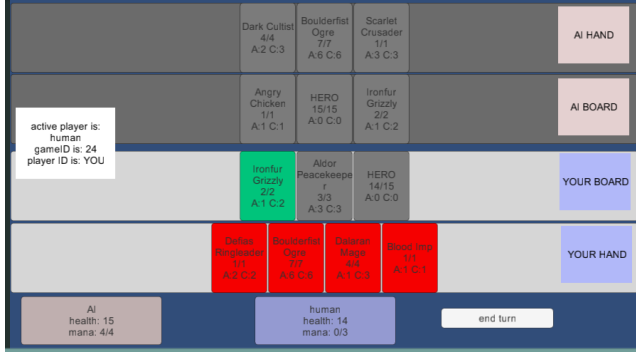 Dark Cultist
4/4
A:2 C:3
Boulderfist
Ogre
7/7
A:6 C:6
Scarlet
Crusader
1/1
A:3 C:3
AI HAND
Angry
Chicken
1/1
A:1 C:1
HERO
15/15
A:0 C:0
Ironfur
Grizzly
2/2
A:1 C:2
AI BOARD
active player is:
human
gameID is: 24
player ID is: YOU
Ironfur
Grizzly
2/2
A:1 C:2
Aldor
Peacekeepe
r
3/3
A:3 C:3
HERO
14/15
A:0 C:0
YOUR BOARD
Defias
Ringleader
1/1
A:2 C:2
Boulderfist
Ogre
7/7
A:6 C:6
Dalaran
Mage
4/4
A:1 C:3
Blood Imp
1/1
A:1 C:1
YOUR HAND
AI
health: 15
mana: 4/4
human
health: 14
mana: 0/3
end turn